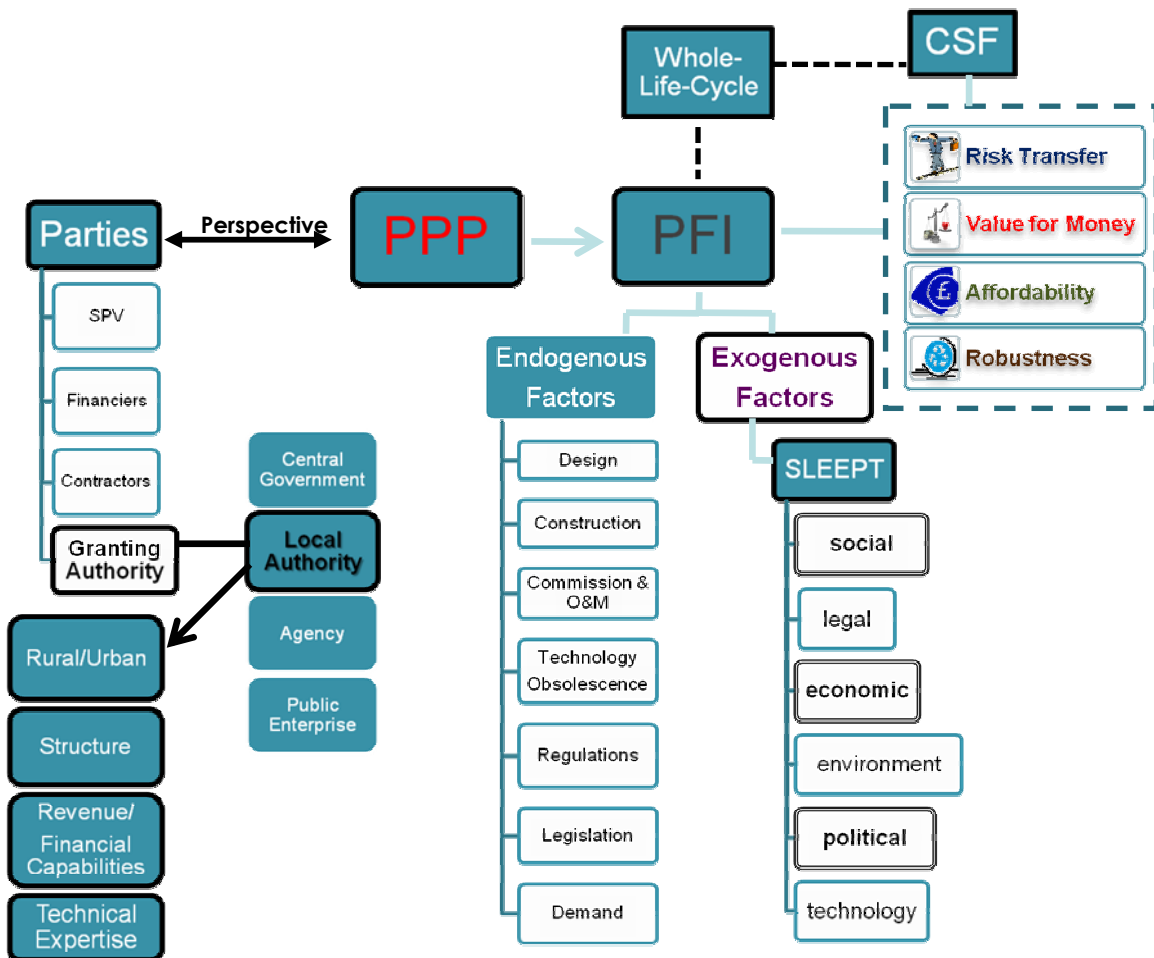 CSF
Whole-
Life-Cycle
Risk Transfer
Value for Money
£
Affordability
Robustness
Parties
Perspective
PPP
PFI
SPV
Financiers
Contractors
Granting
Authority
Central
Government
Local
Authority
Agency
Public
Enterprise
Rural/Urban
Structure
Revenue/
Financial
Capabilities
Technical
Expertise
Endogenous
Factors
Design
Construction
Commission &
O&M
Technology
Obsolescence
Regulations
Legislation
Demand
Exogenous
Factors
SLEEPT
social
legal
economic
environment
political
technology